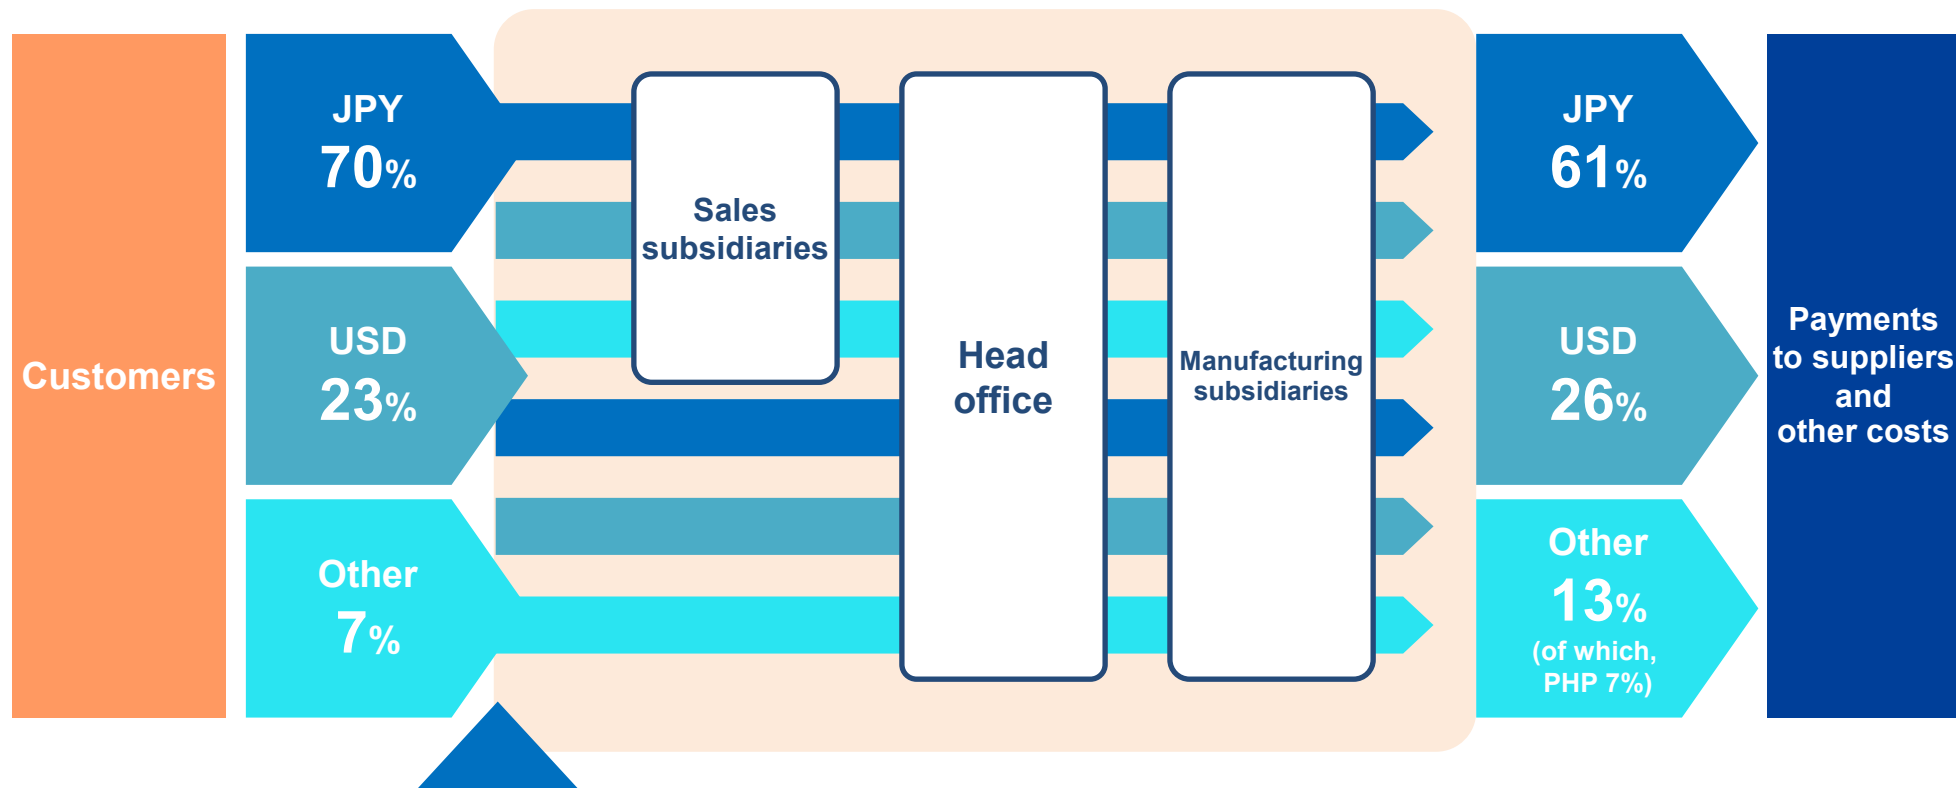 Customers
JPY
70%
USD
23%
Other
7%
Sales
subsidiaries
Head
office
Manufacturing
subsidiaries
JPY
61%
USD
26%
Other
13%
(of which,
PHP 7%)
Payments
to suppliers
and
other costs